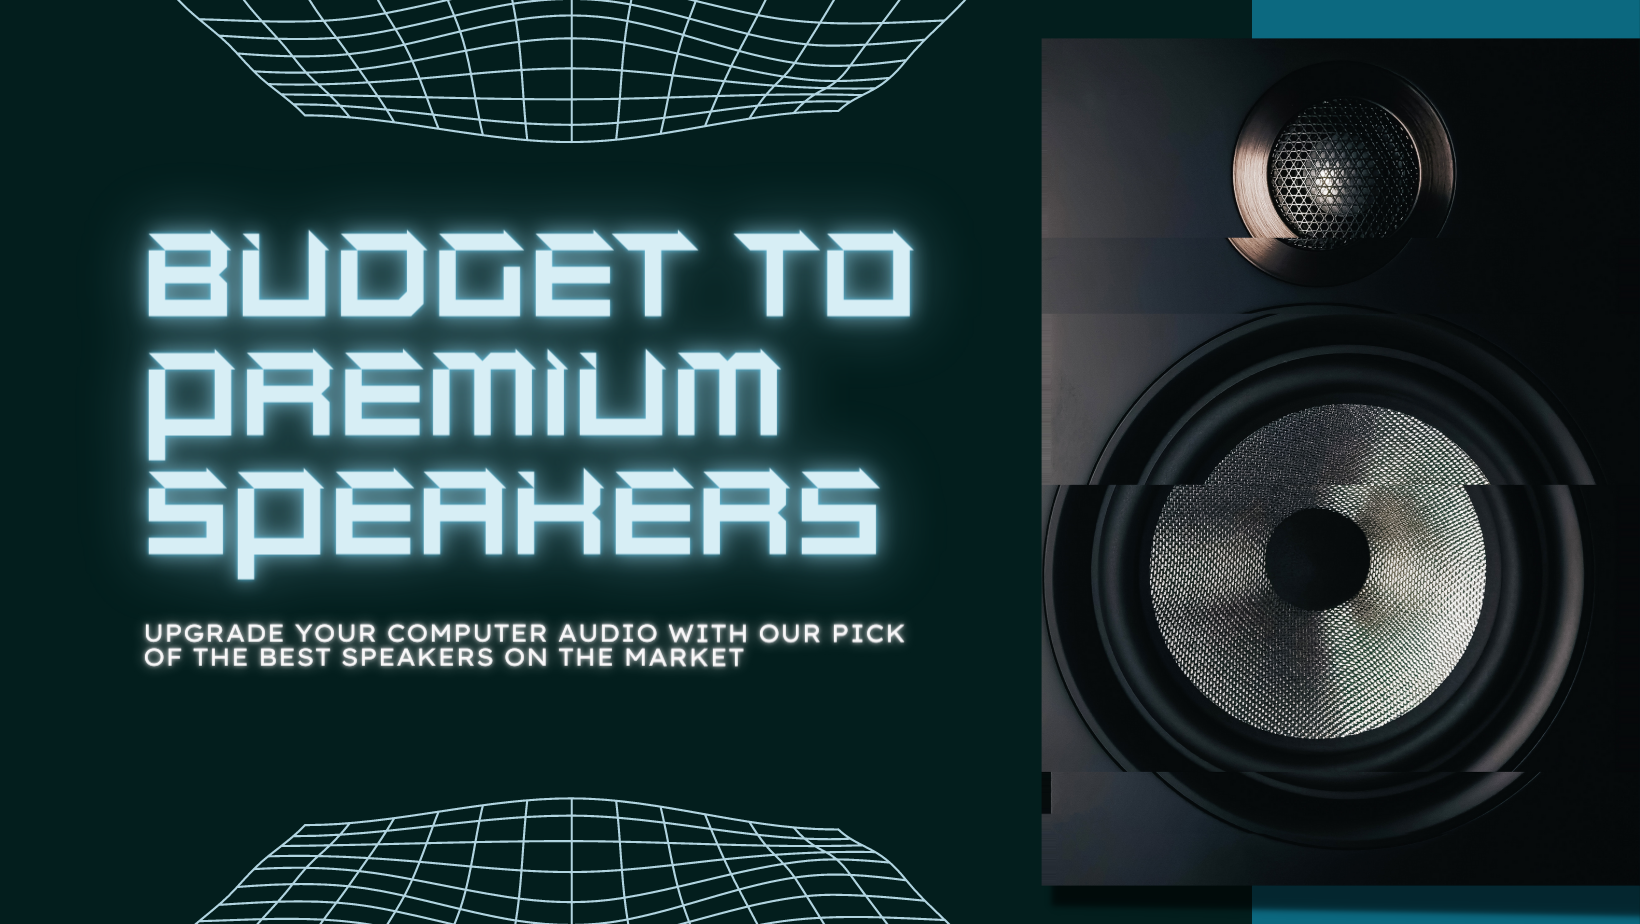 BUDGET TO
PREMIUM
SPEAKERS
UPGRADE YOUR COMPUTER AUDIO WITH OUR PICK
OF THE BEST SPEAKERS ON THE MARKET